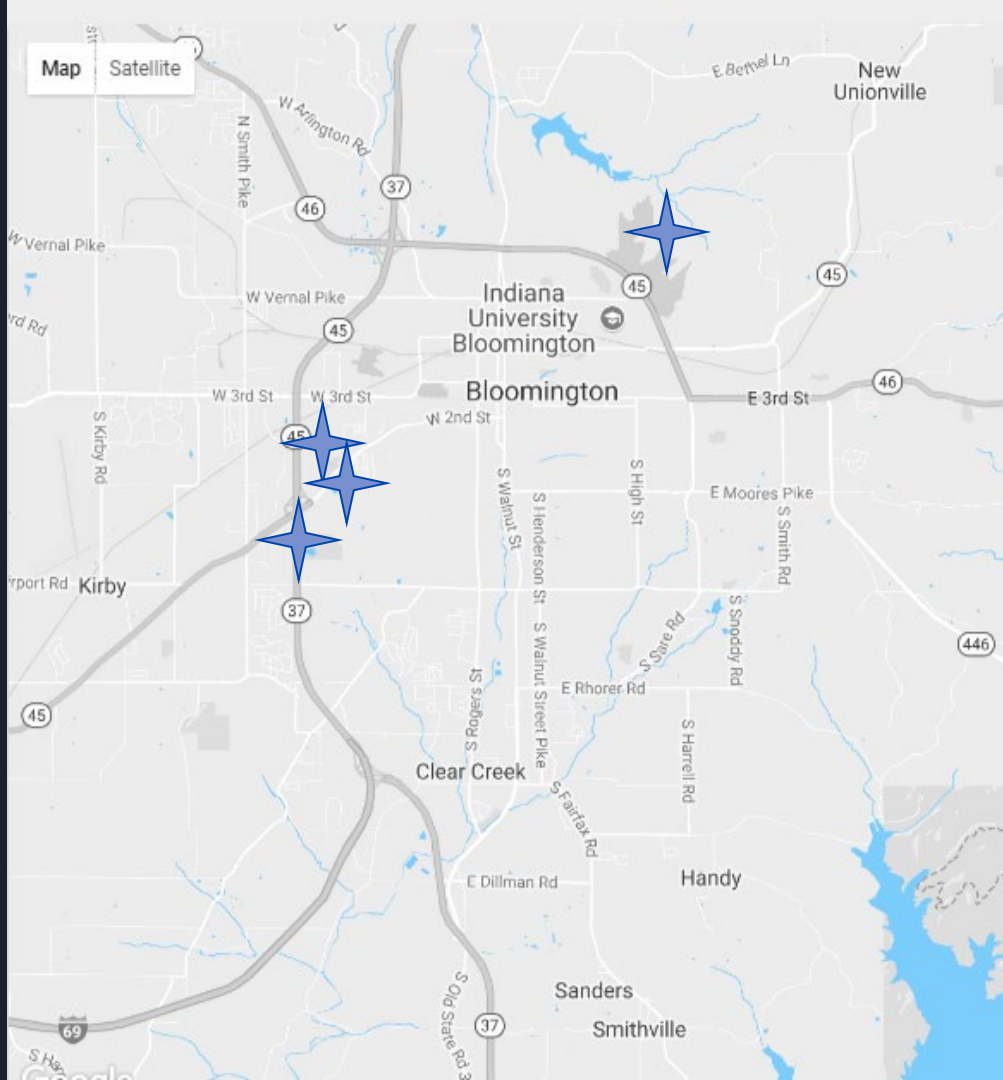 Map
Satellite
E Bethel Ln
New
Unionville
W Arlington Rd
N Smith Pike
37
46
W Vernal Pike
45
45
W Vernal Pike
Indiana
University
Bloomington
45
46
Bloomington
W 3rd St
W 3rd St
E 3rd St
W 2nd St
45
S Kirby Rd
S Walnut St
S Henderson St
S High St
E Moores Pike
S Smith Rd
Kirby
37
S Walnut Street Pike
S Sare Rd
S Snoddy Rd
446
45
S Rogers St
E Rhorer Rd
S Harrell Rd
Clear Creek
S Fairfax Rd
E Dillman Rd
Handy
Sanders
S Old State Rd 3
37
Smithville
69
Google